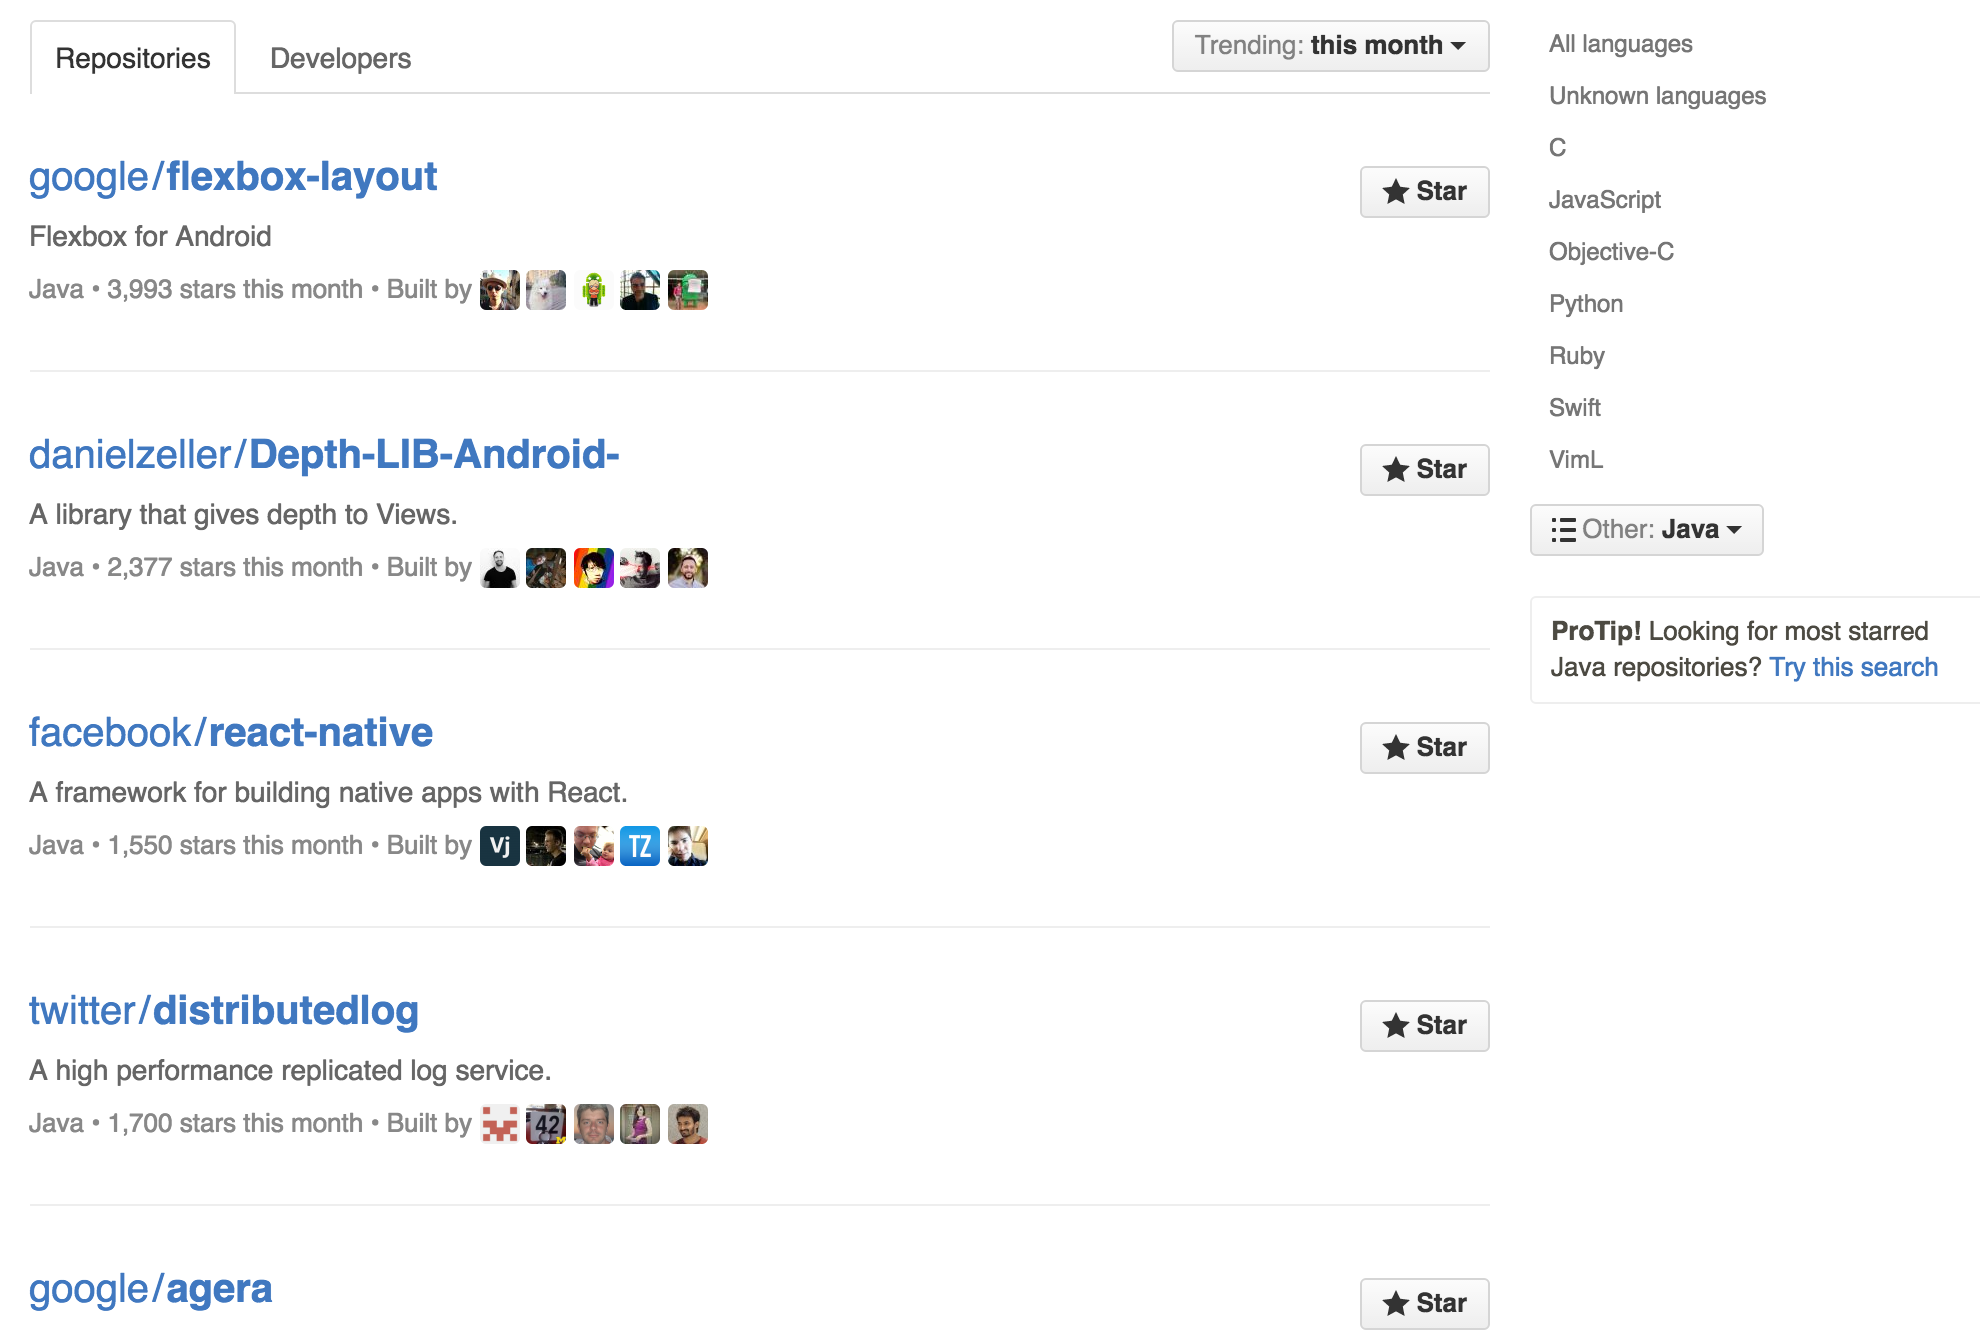 Repositories
Developers
Trending: this month
google/flexbox-layout
Star
Flexbox for Android
Java • 3,993 stars this month • Built by
danielzeller/Depth-LIB-Android-
Star
A library that gives depth to Views.
Java • 2,377 stars this month • Built by
facebook/react-native
Star
A framework for building native apps with React.
Java • 1,550 stars this month • Built by Vj TZ
twitter/distributedlog
Star
A high performance replicated log service.
Java • 1,700 stars this month • Built by 42
google/agera
Star
All languages
Unknown languages
C
JavaScript
Objective-C
Python
Ruby
Swift
VimL
Other: Java
ProTip! Looking for most starred
Java repositories? Try this search